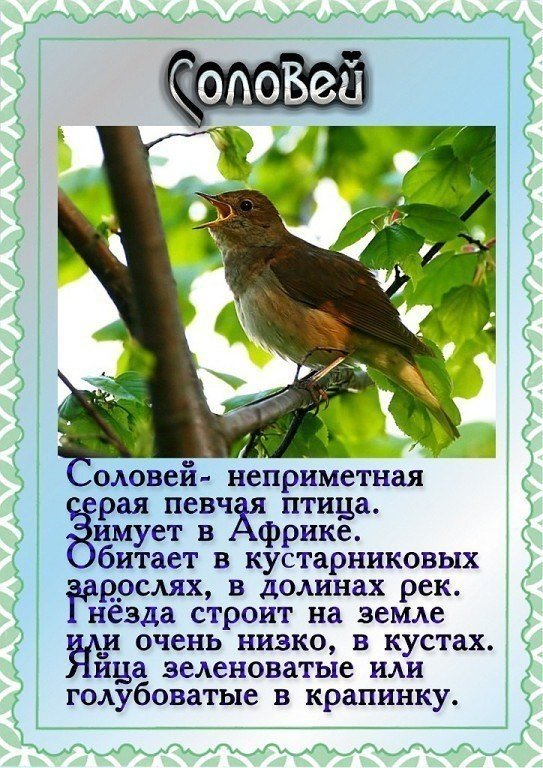 Соловей
Соловей- неприметная
серая певчая птица.
Зимует в Африке.
Обитает в кустарниковых
зарослях, в долинах рек.
Гнёзда строит на земле
или очень низко, в кустах.
Яйца зеленоватые или
голубоватые в крапинку.